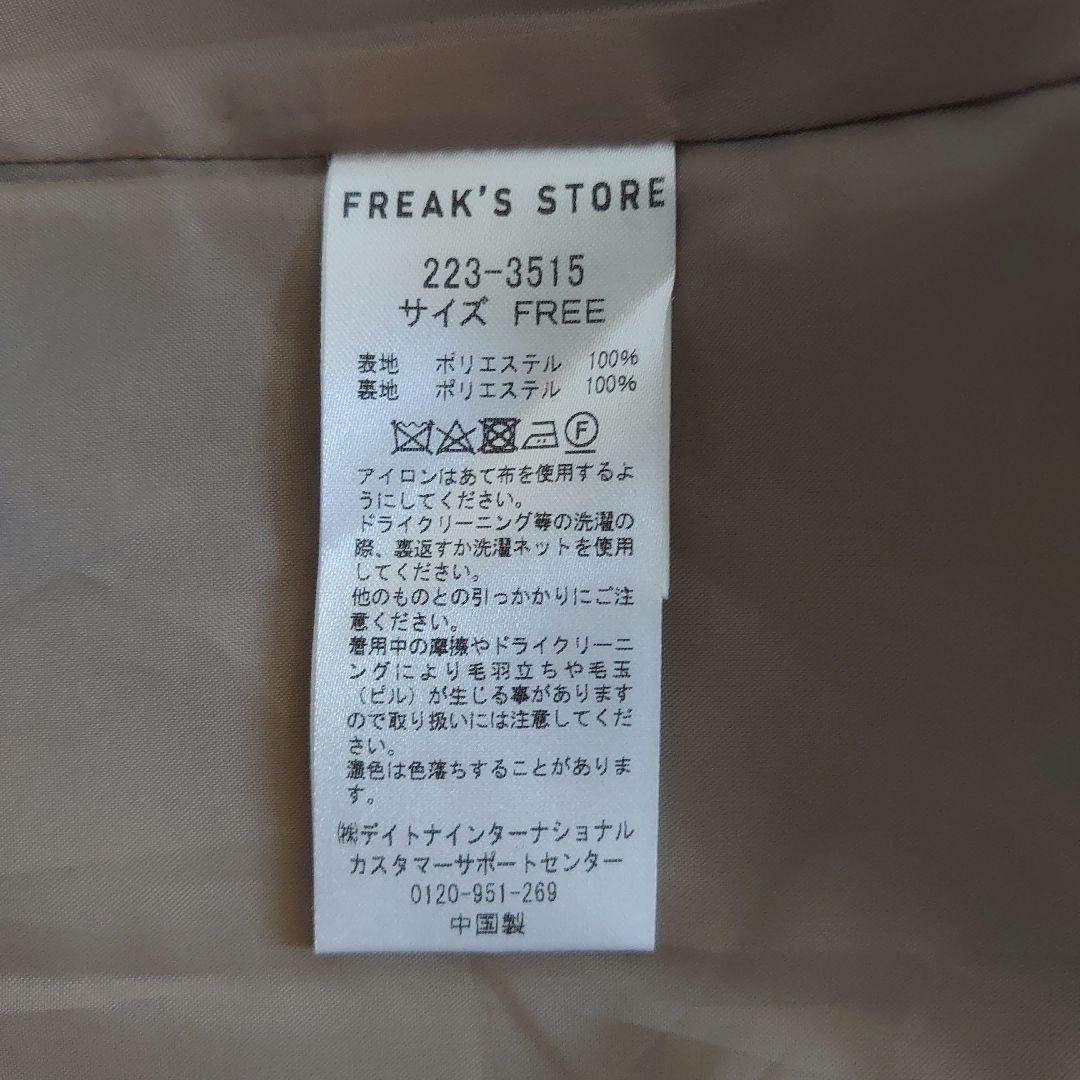 FREAK'S STORE
223-3515
サイズ FREE
表地 ポリエステル 100%
裏地 ポリエステル 100%
F
アイロンはあて布を使用するよ
うにしてください。
ドライクリーニング等の洗濯の
際、裏返すか洗濯ネットを使用
してください。
他のものとの引っかかりにご注
意ください。
着用中の摩擦やドライクリーニ
ングにより毛羽立ちや毛玉
（ピル）が生じる事があります
ので取り扱いには注意してくだ
さい。
濃色は色落ちすることがありま
す。
㈱デイトナインターナショナル
カスタマーサポートセンター
0120-951-269
中国製